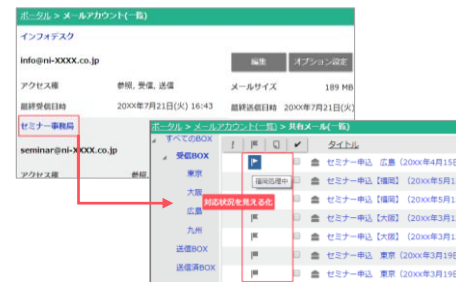 ポータル > メールアカウント(一覧)
インフォデスク
info@ni-XXXX.co.jp
編集 オプション設定
アクセス権 参照, 受信, 送信 メールサイズ 189 MB
最終受信日時 20XX年7月21日(火) 16:43 最終送信日時 20XX年7月21日(火)
セミナー事務局
seminar@ni-XXXX.co.jp
アクセス権 参照,
ポータル > メールアカウント(一覧) > 共有メール(一覧)
すべてのBOX
! タイトル
受信BOX
セミナー申込 広島 (20xx年4月15日
東京
福岡処理中
セミナー申込【福岡】 (20xx年5月1
大阪
対応状況を見える化
セミナー申込【福岡】 (20xx年5月1
広島
セミナー申込【大阪】 (20xx年3月1
九州
セミナー申込【大阪】 (20xx年3月1
送信BOX
セミナー申込 東京 (20xx年3月19日
送信済BOX
セミナー申込 東京 (20xx年3月19日